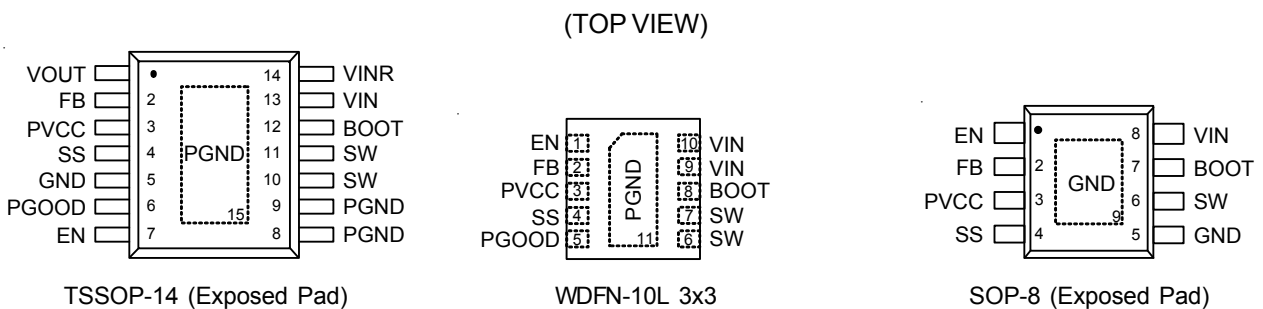 (TOP VIEW)
VOUT 14 VINR
FB 2 13 VIN
PVCC 3 12 BOOT
SS 4 PGND 11 SW
GND 5 10 SW
PGOOD 6 15 9 PGND
EN 7 8 PGND
TSSOP-14 (Exposed Pad)
EN 1 10 VIN
FB 2 9 VIN
PVCC 3 PGND 8 BOOT
SS 4 7 SW
PGOOD 5 11 6 SW
WDFN-10L 3x3
EN 8 VIN
FB 2 GND 7 BOOT
PVCC 3 6 SW
SS 4 9 5 GND
SOP-8 (Exposed Pad)